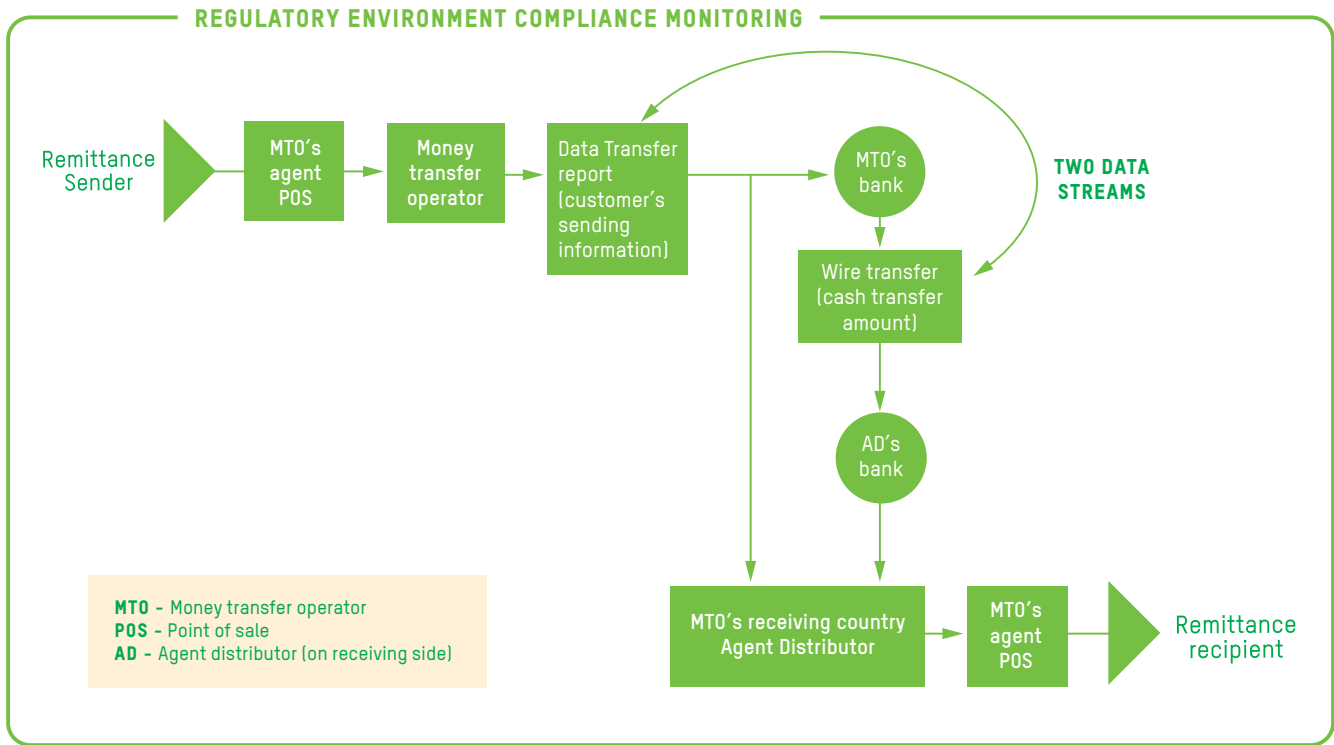 REGULATORY ENVIRONMENT COMPLIANCE MONITORING
Remittance
Sender
MTO's
agent
POS
Money
transfer
operator
Data Transfer
report
(customer's
sending
information)
MTO's
bank
TWO DATA
STREAMS
Wire transfer
(cash transfer
amount)
AD's
bank
MTO's receiving country
Agent Distributor
MTO's
agent
POS
Remittance
recipient
MTO - Money transfer operator
POS - Point of sale
AD - Agent distributor (on receiving side)